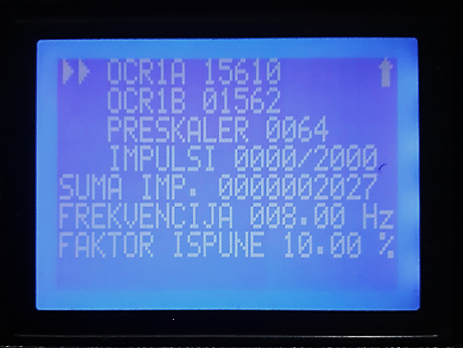 ▶▶ OCR1A 15610 ↑
OCR1B 01562
PRESKALER 0064
IMPULSI 0000/2000
SUMA IMP. 0000002027
FREKVENCIJA 008.00 Hz
FAKTOR ISPUNE 10.00 %